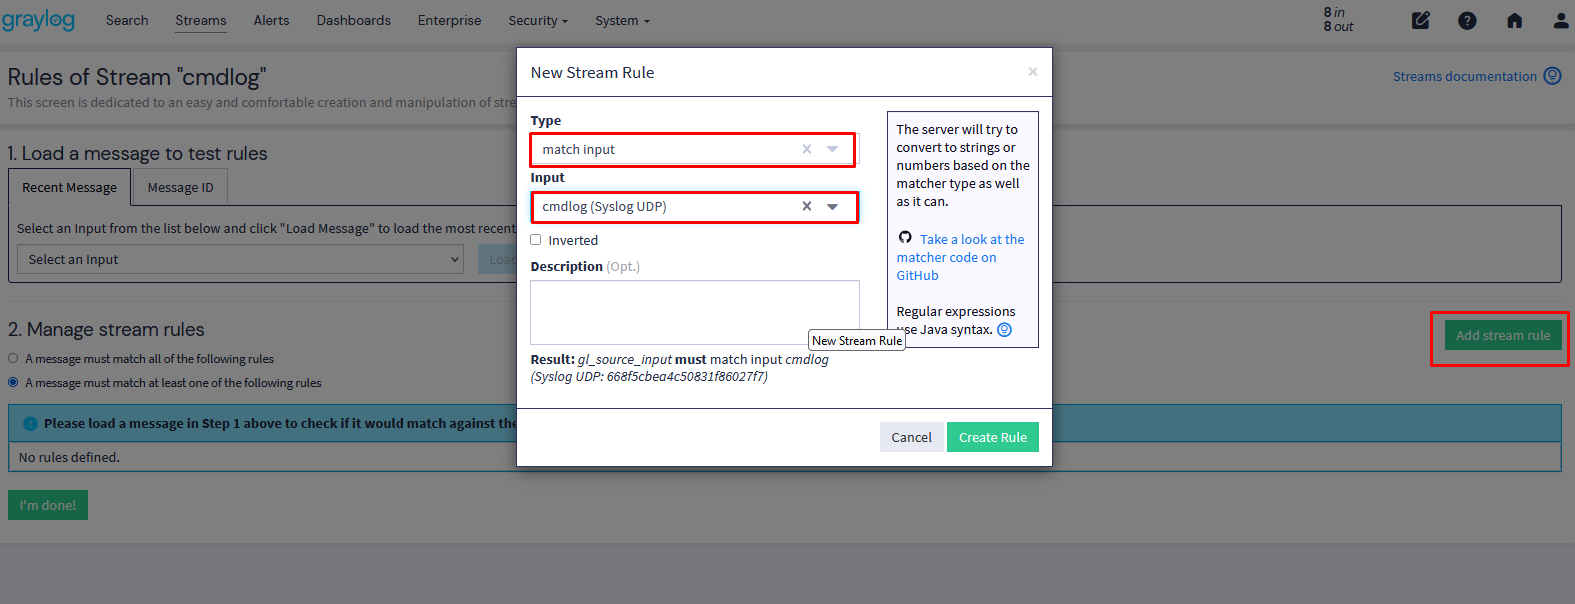 graylog
Search
Streams
Alerts
Dashboards
Enterprise
Security
System
8 in
8 out
Rules of Stream "cmdlog"
This screen is dedicated to an easy and comfortable creation and manipulation of stre
Streams documentation
1. Load a message to test rules
Recent Message
Message ID
Select an Input from the list below and click "Load Message" to load the most recent
Select an Input
Load
2. Manage stream rules
A message must match all of the following rules
A message must match at least one of the following rules
Add stream rule
Please load a message in Step 1 above to check if it would match against the
No rules defined.
I'm done!
New Stream Rule
×
Type
match input
Input
cmdlog (Syslog UDP)
Inverted
Description (Opt.)
New Stream Rule
Result: gl_source_input must match input cmdlog
(Syslog UDP: 668f5cbea4c50831f86027f7)
The server will try to
convert to strings or
numbers based on the
matcher type as well
as it can.
Take a look at the
matcher code on
GitHub
Regular expressions
use Java syntax.
Cancel
Create Rule